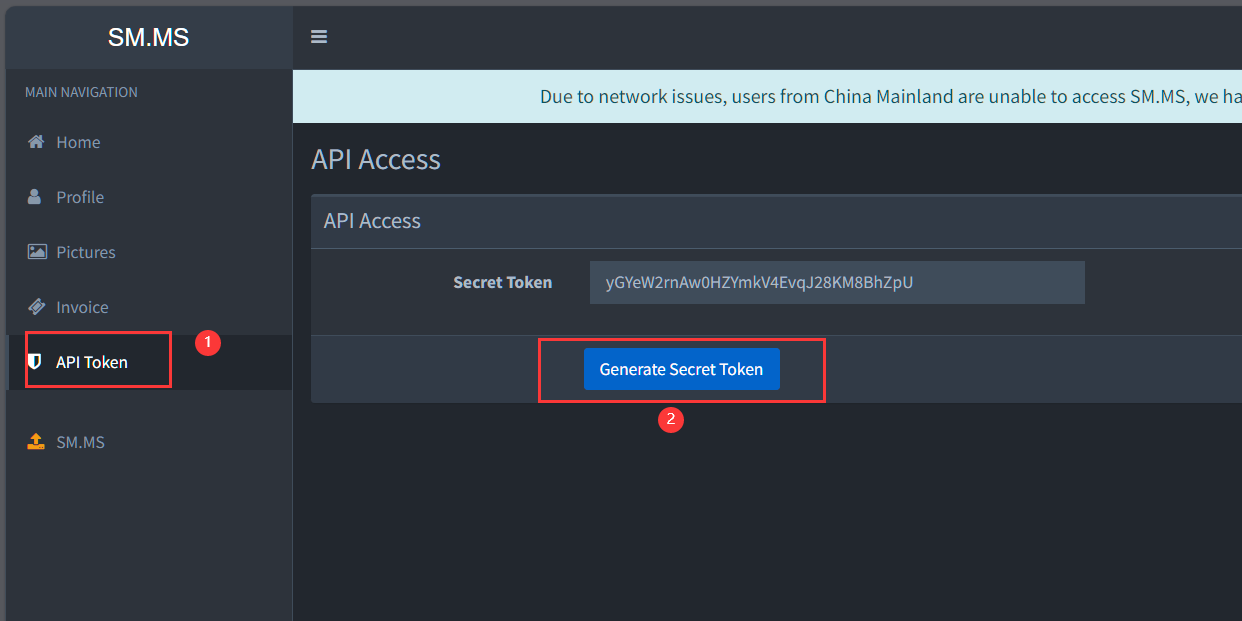 SM.MS
MAIN NAVIGATION
Due to network issues, users from China Mainland are unable to access SM.MS, we ha
Home
API Access
Profile
API Access
Pictures
Secret Token
yGYeW2rnAw0HZYmkV4EvqJ28KM8BhZpU
Invoice
1
API Token
Generate Secret Token
2
SM.MS